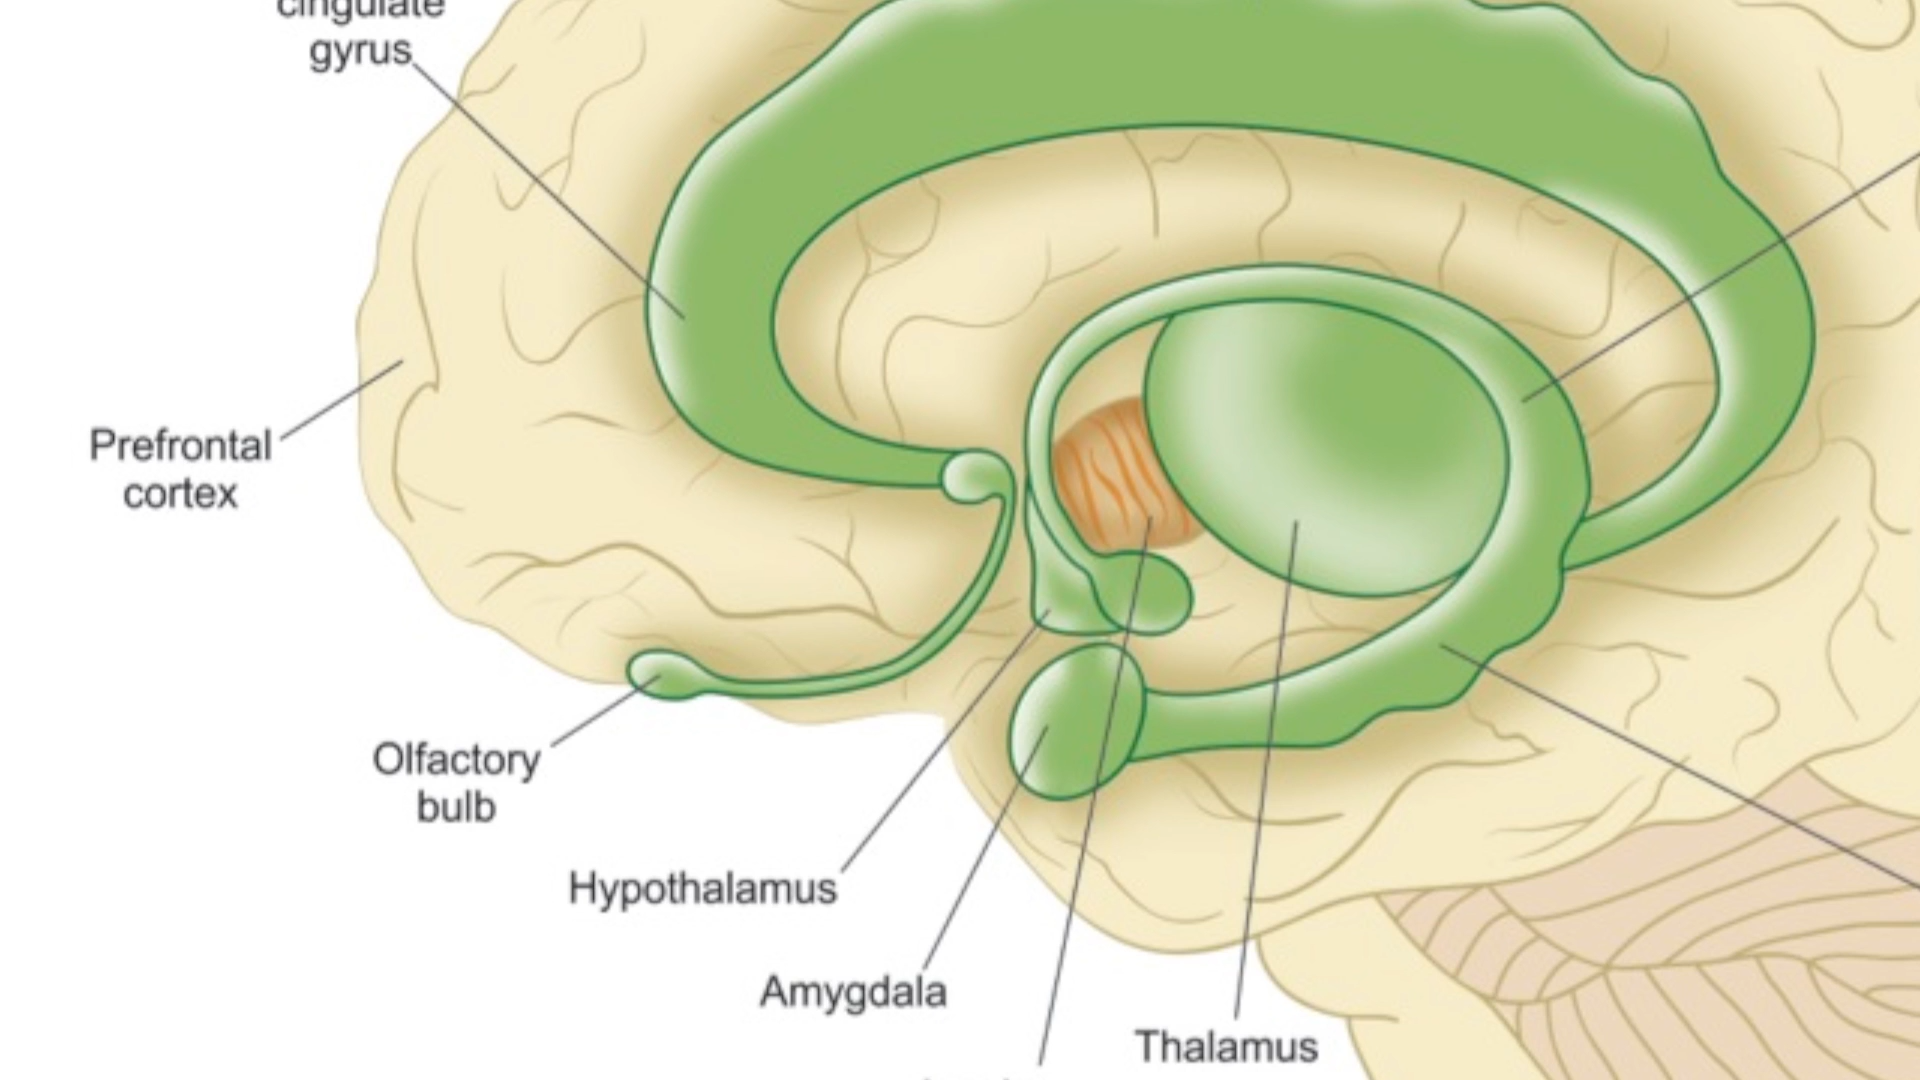 cingulate
gyrus
Prefrontal
cortex
Olfactory
bulb
Hypothalamus
Amygdala
Thalamus